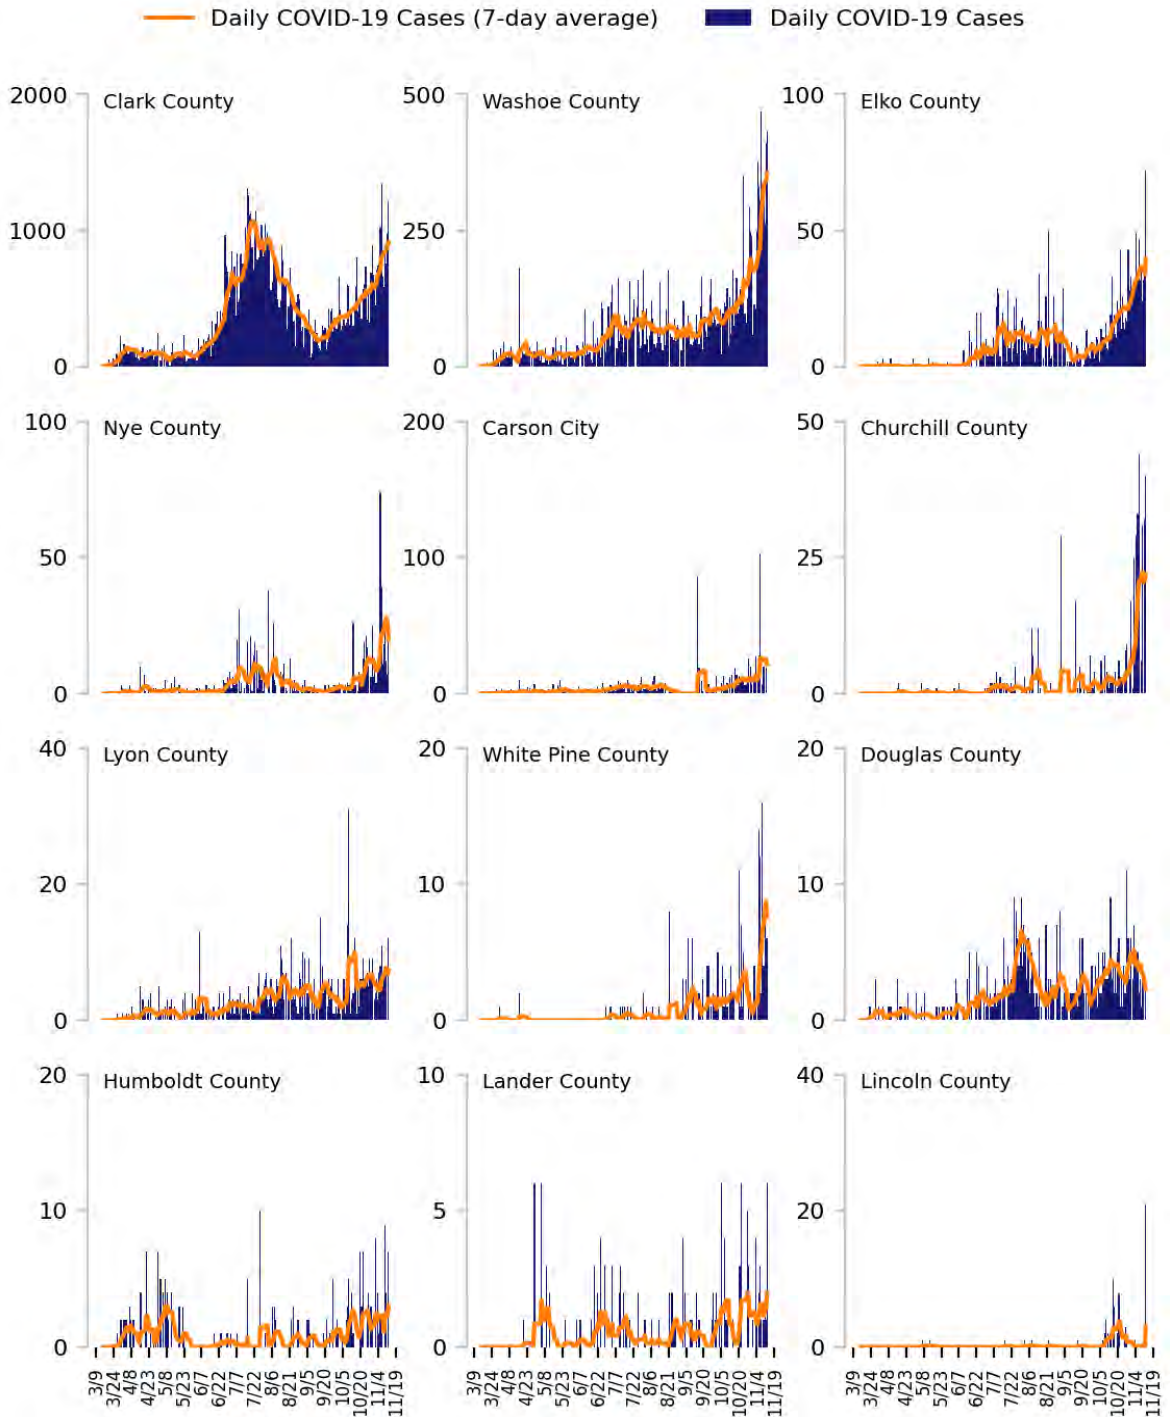 Daily COVID-19 Cases (7-day average) Daily COVID-19 Cases
2000 Clark County
1000
0
500 Washoe County
250
0
100 Elko County
50
0
100 Nye County
50
0
200 Carson City
100
0
50 Churchill County
25
0
40 Lyon County
20
0
20 White Pine County
10
0
20 Douglas County
10
0
20 Humboldt County
10
0
10 Lander County
5
0
40 Lincoln County
20
0
3/9 3/24 4/8 4/23 5/8 5/23 6/7 6/22 7/7 7/22 8/6 8/21 9/5 9/20 10/5 10/20 11/4 11/19
3/9 3/24 4/8 4/23 5/8 5/23 6/7 6/22 7/7 7/22 8/6 8/21 9/5 9/20 10/5 10/20 11/4 11/19
3/9 3/24 4/8 4/23 5/8 5/23 6/7 6/22 7/7 7/22 8/6 8/21 9/5 9/20 10/5 10/20 11/4 11/19